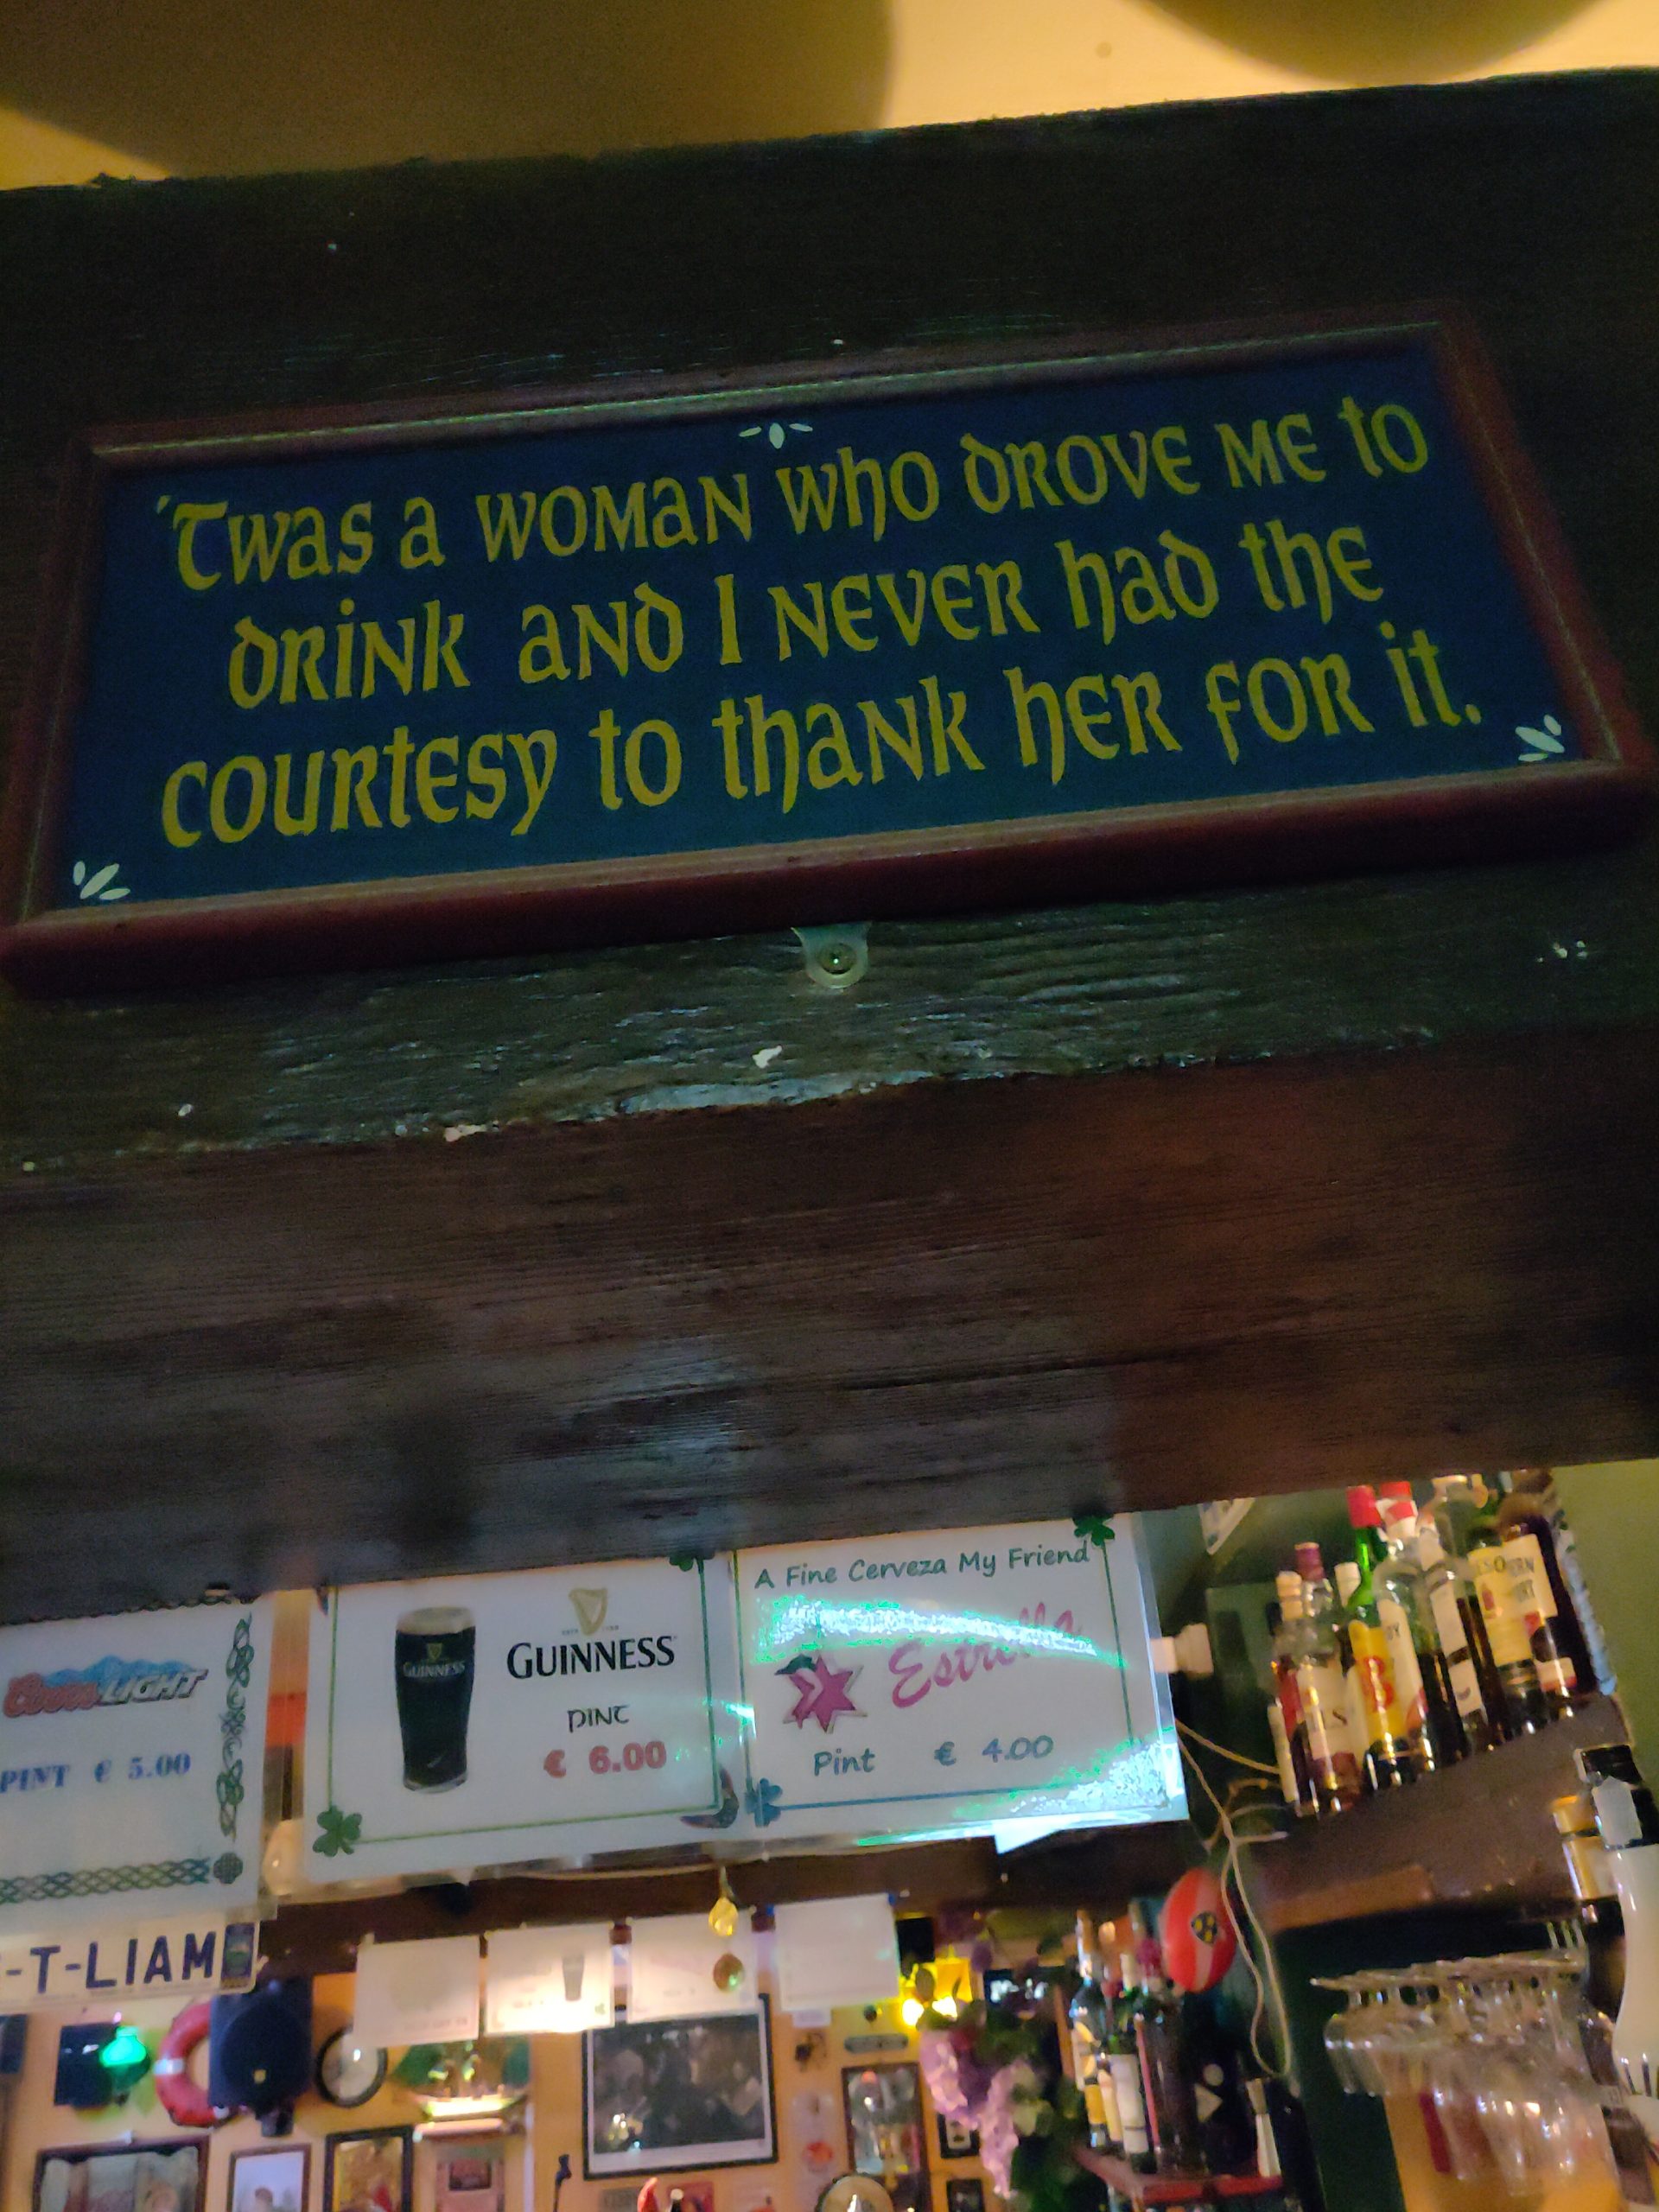 'Twas a woman who drove me to
drink and I never had the
courtesy to thank her for it.
Coors LIGHT
PINT € 5.00
GUINNESS
GUINNESS
PINT
€ 6.00
A Fine Cerveza My Friend
Estrella
Pint € 4.00
-T-LIAM